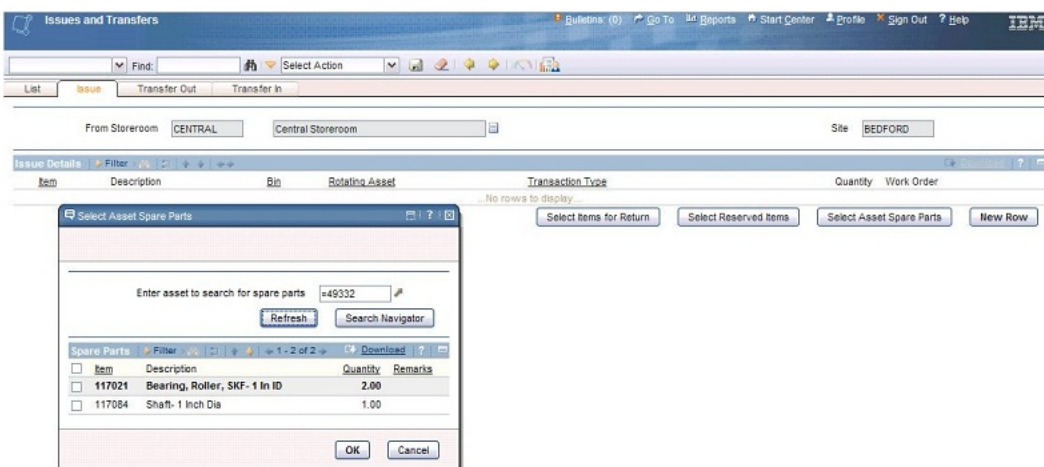 Issues and Transfers
Bulletins: (0) Go To Reports Start Center Profile Sign Out ? Help IBM
Find: Select Action
List Issue Transfer Out Transfer In
From Storeroom CENTRAL Central Storeroom Site BEDFORD
Issue Details Filter Download ?
Item Description Bin Rotating Asset Transaction Type Quantity Work Order
...No rows to display...
Select Items for Return Select Reserved Items Select Asset Spare Parts New Row
Select Asset Spare Parts ?
Enter asset to search for spare parts =49332
Refresh Search Navigator
Spare Parts Filter 1 - 2 of 2 Download ?
Item Description Quantity Remarks
117021 Bearing, Roller, SKF- 1 In ID 2.00
117084 Shaft- 1 Inch Dia 1.00
OK Cancel